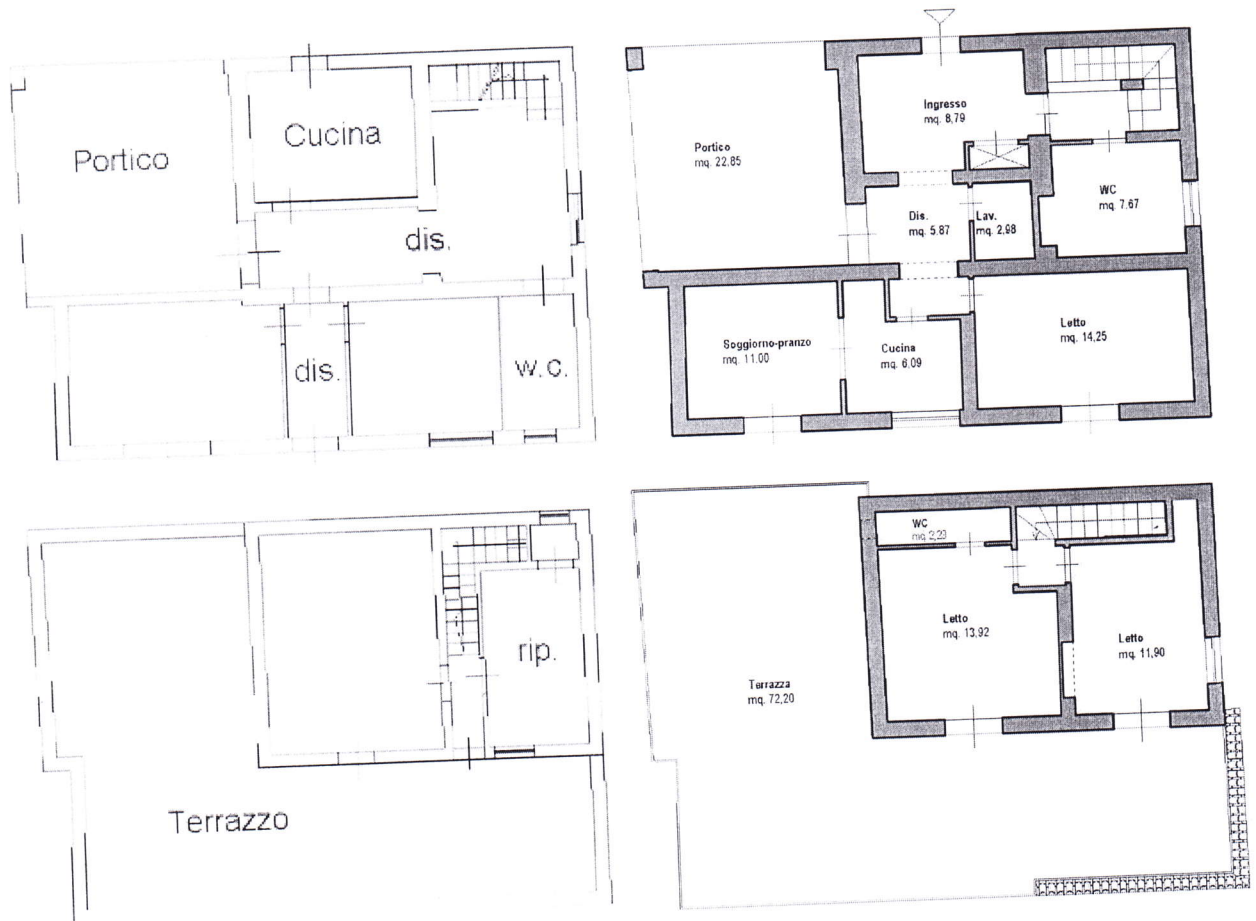 Portico
Cucina
dis.
dis.
w.c.
Ingresso
mq. 8,79
Portico
mq. 22,85
WC
mq. 7.67
Dis.
mq. 5.87
Lav.
mq. 2,98
Soggiorno-pranzo
mq. 11.00
Cucina
mq. 6,09
Letto
mq. 14,25
rip.
Terrazzo
WC
mq. 2,23
Letto
mq. 13,92
Letto
mq. 11,90
Terrazza
mq. 72,20